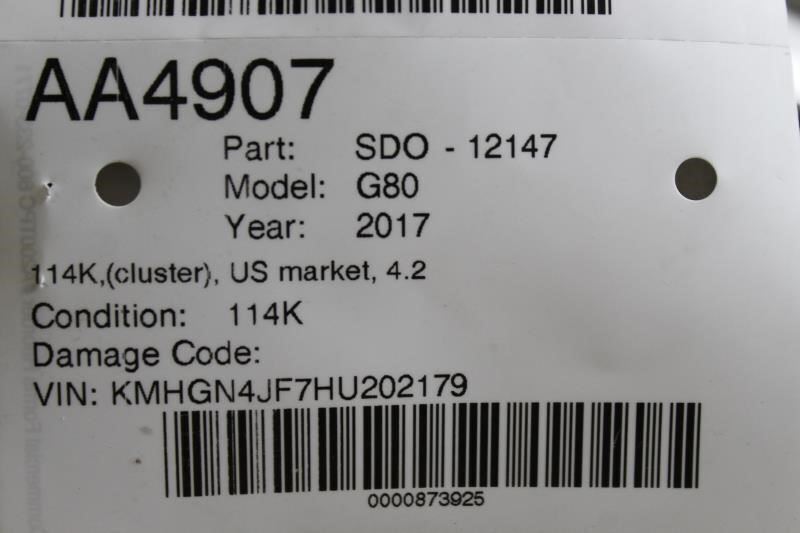 AA4907
Part: SDO - 12147
Model: G80
Year: 2017
114K,(cluster), US market, 4.2
Condition: 114K
Damage Code:
VIN: KMHGN4JF7HU202179
0000873925